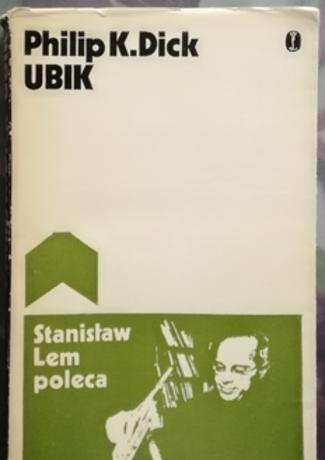 Philip K.Dick
UBIK
Stanisław
Lem
poleca